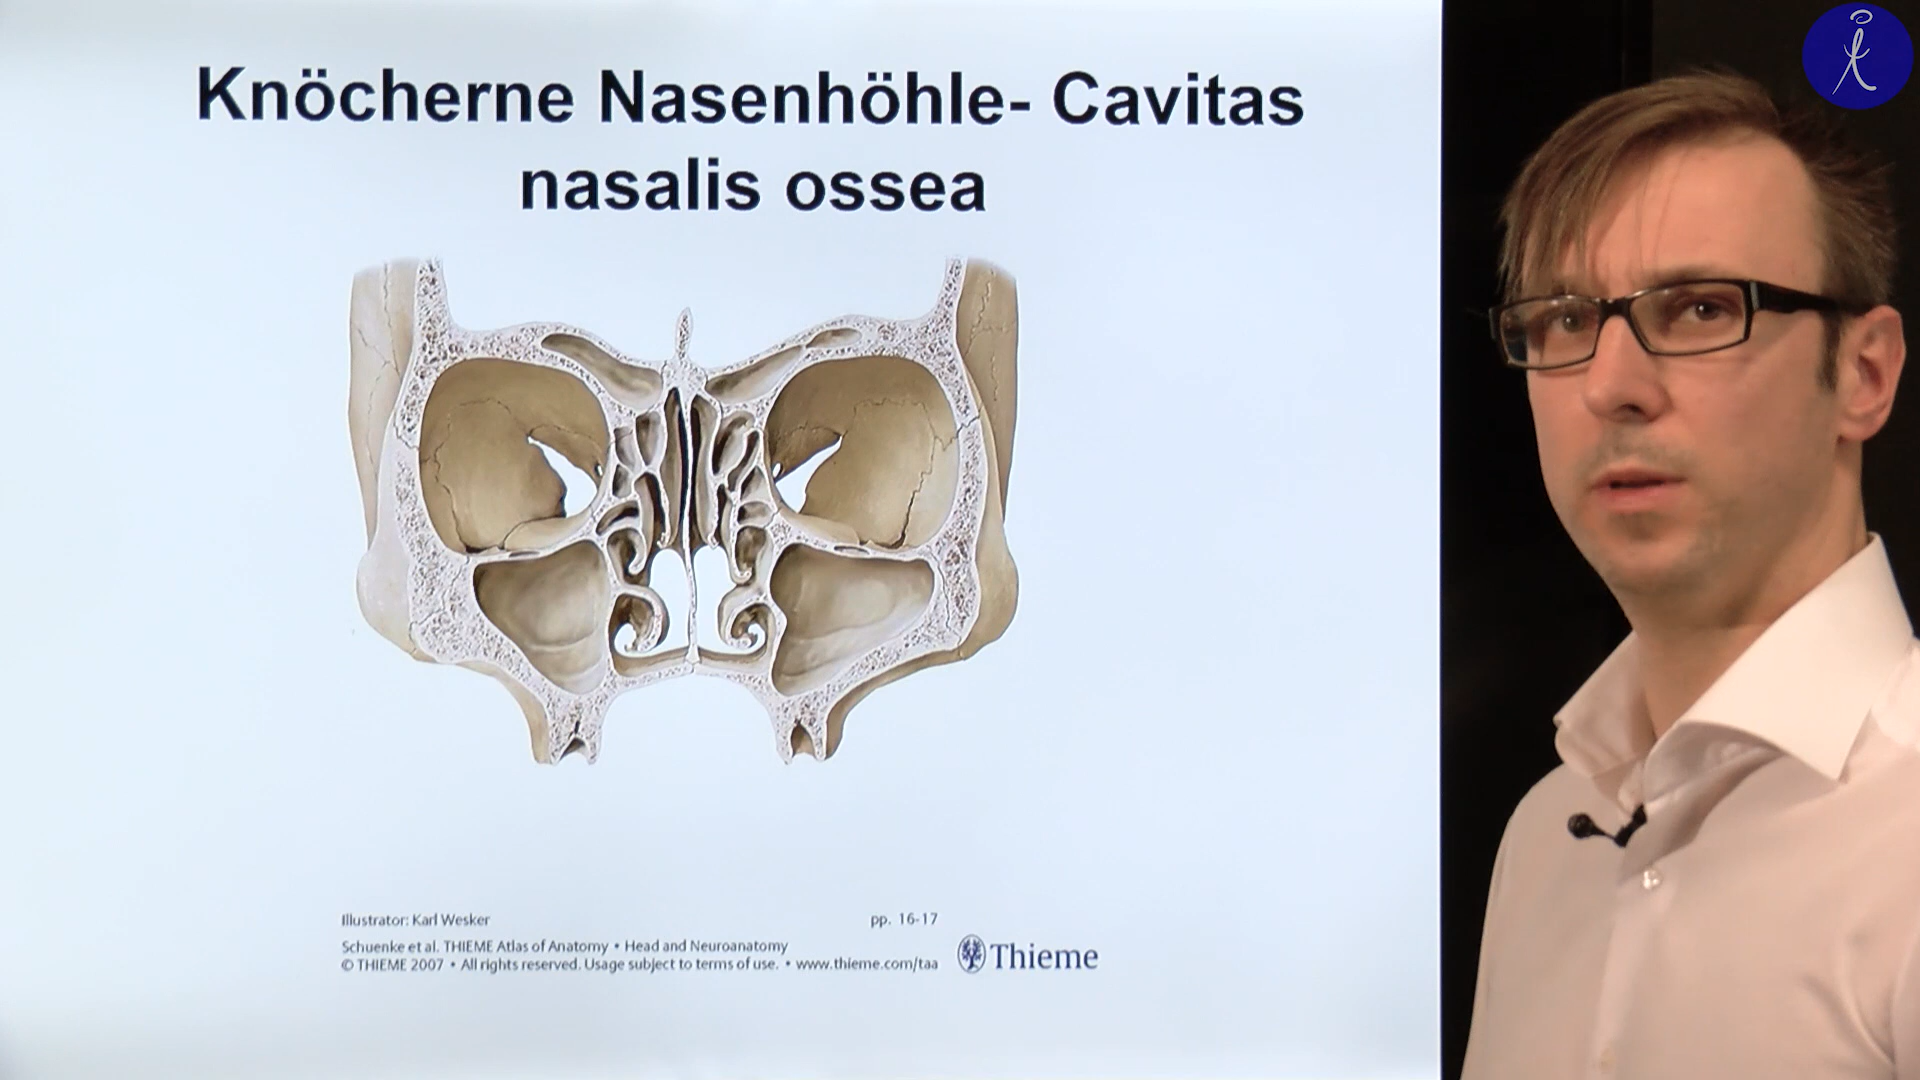 Knöcherne Nasenhöhle- Cavitas
nasalis ossea
Illustrator: Karl Wesker
pp. 16-17
Schuenke et al. THIEME Atlas of Anatomy • Head and Neuroanatomy
© THIEME 2007 • All rights reserved. Usage subject to terms of use. • www.thieme.com/taa
Thieme